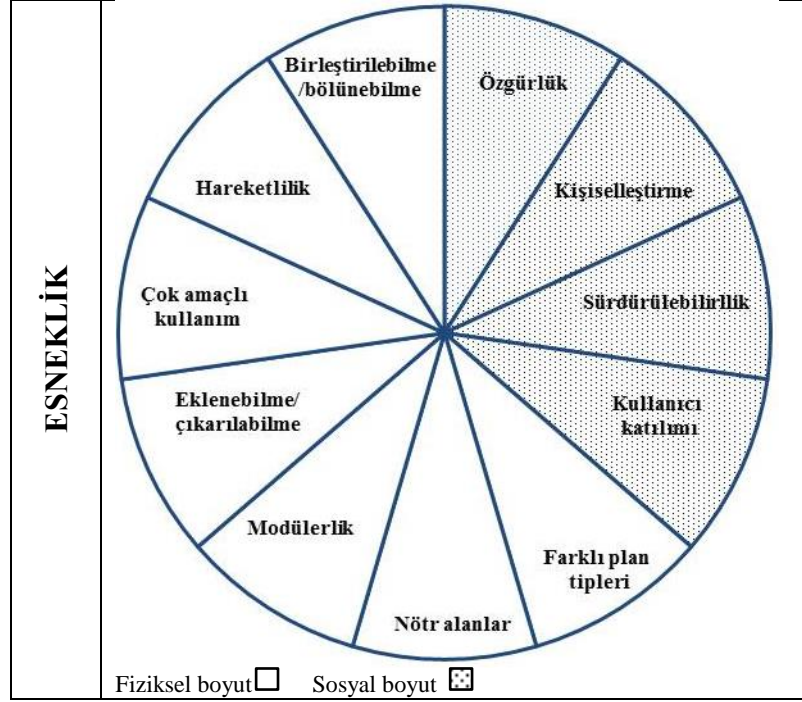 ESNEKLİK
Birleştirilebilme
/bölünebilme
Özgürlük
Hareketlilik
Kişiselleştirme
Çok amaçlı
kullanım
Sürdürülebilirllik
Eklenebilme/
çıkarılabilme
Kullanıcı
katılımı
Modülerlik
Farklı plan
tipleri
Nötr alanlar
Fiziksel boyut Sosyal boyut